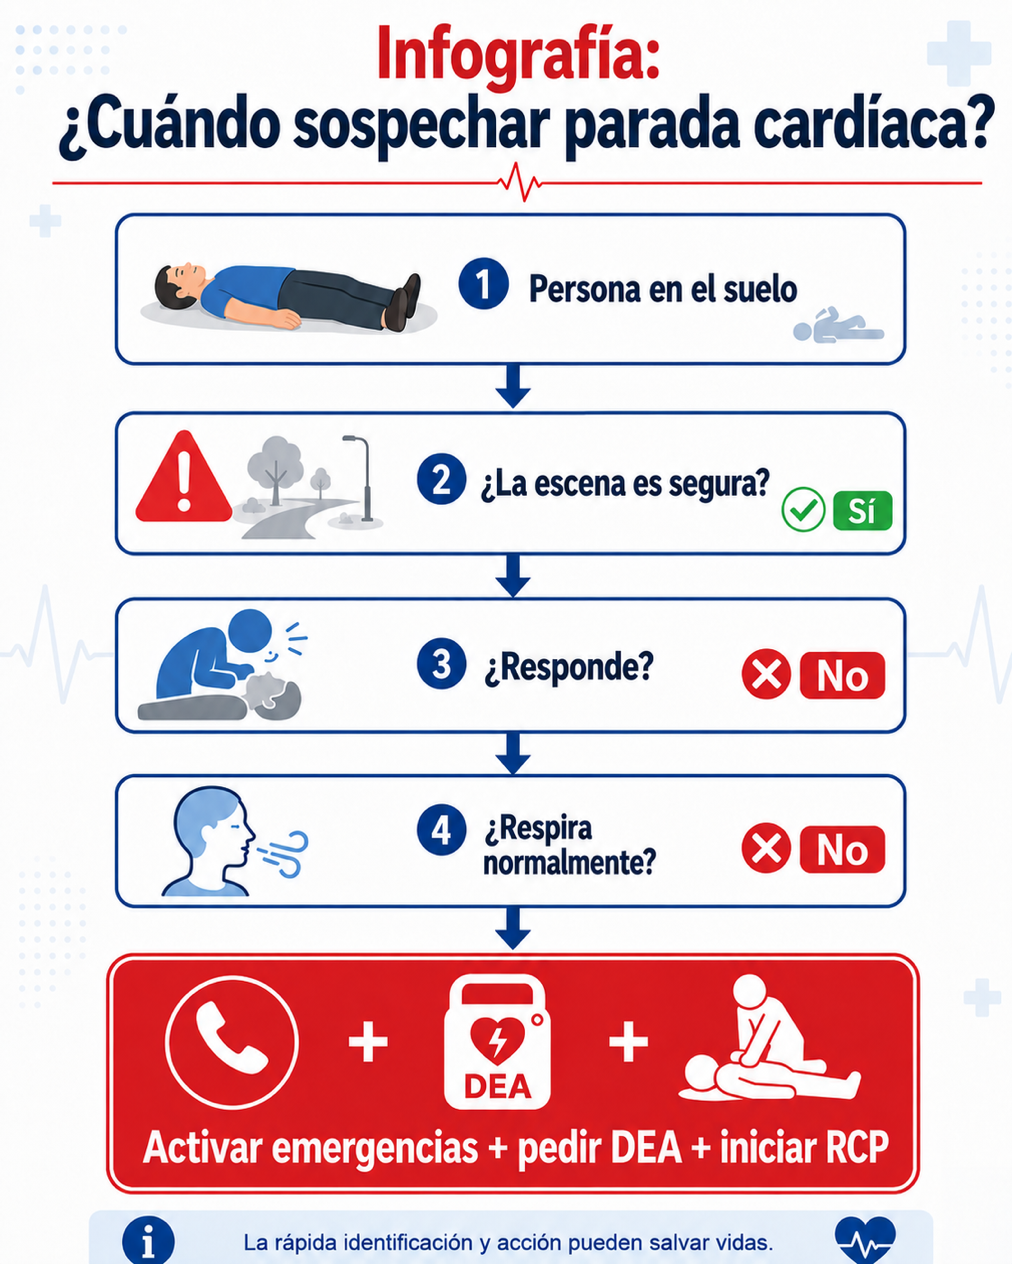 Infografía:
¿Cuándo sospechar parada cardíaca?
1 Persona en el suelo
2 ¿La escena es segura?
Sí
3 ¿Responde?
No
4 ¿Respira
normalmente?
No
DEA
Activar emergencias + pedir DEA + iniciar RCP
La rápida identificación y acción pueden salvar vidas.